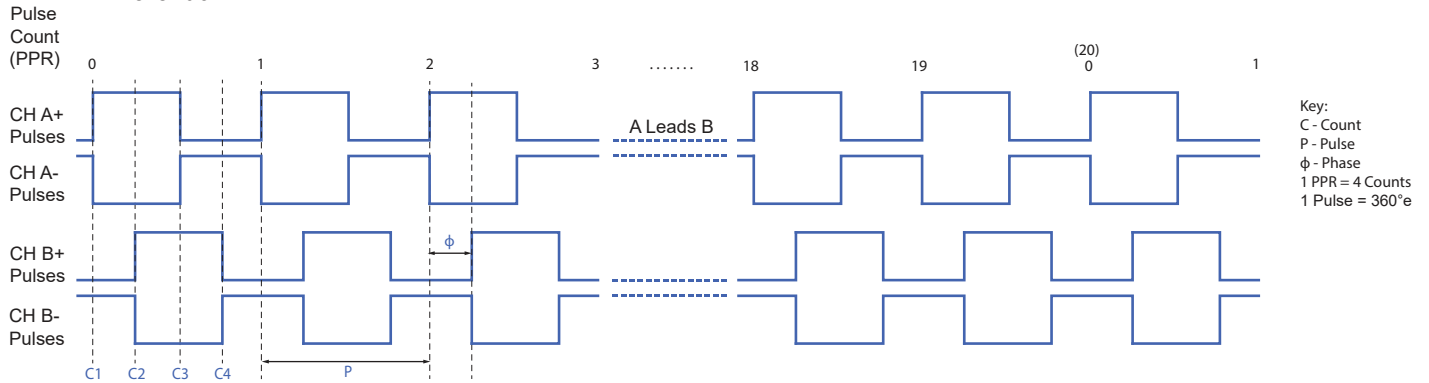 Pulse
Count
(PPR)
0 1 2 3 ....... 18 19 (20) 0 1
CH A+
Pulses
A Leads B
CH A-
Pulses
CH B+
Pulses
ϕ
CH B-
Pulses
C1 C2 C3 C4 P
Key:
C - Count
P - Pulse
ϕ - Phase
1 PPR = 4 Counts
1 Pulse = 360°e